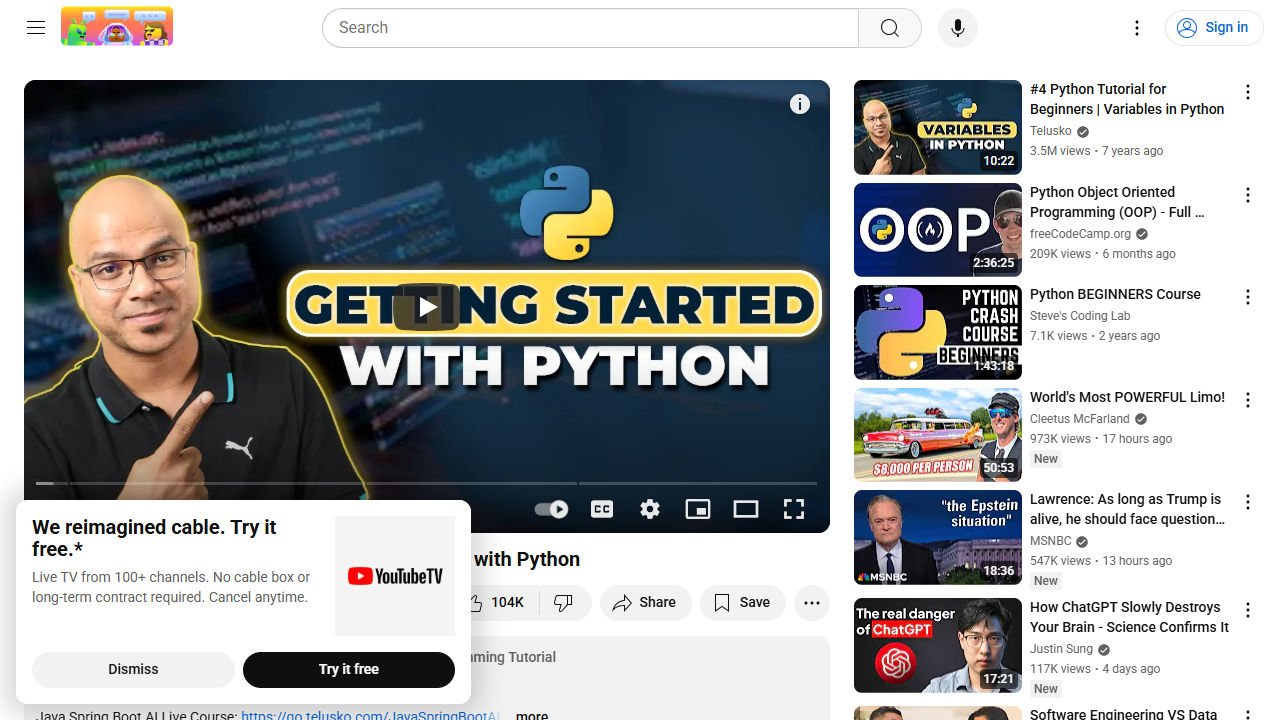 Search
Sign in
GETTING STARTED
WITH PYTHON
with Python
104K
Share
Save
We reimagined cable. Try it
free.*
Live TV from 100+ channels. No cable box or
long-term contract required. Cancel anytime.
YouTubeTV
Dismiss
Try it free
Java Spring Boot AI Live Course: https://go.telusko.com/JavaSpringBootAI ...more
VARIABLES
IN PYTHON
10:22
#4 Python Tutorial for
Beginners | Variables in Python
Telusko
3.5M views • 7 years ago
OOP
2:36:25
Python Object Oriented
Programming (OOP) - Full ...
freeCodeCamp.org
209K views • 6 months ago
PYTHON
CRASH
COURSE
BEGINNERS
1:43:18
Python BEGINNERS Course
Steve's Coding Lab
7.1K views • 2 years ago
$8,000 PER PERSON
50:53
World's Most POWERFUL Limo!
Cleetus McFarland
973K views • 17 hours ago
New
"the Epstein
situation"
MSNBC
18:36
Lawrence: As long as Trump is
alive, he should face question...
MSNBC
547K views • 13 hours ago
New
The real danger
of ChatGPT
17:21
How ChatGPT Slowly Destroys
Your Brain - Science Confirms It
Justin Sung
117K views • 4 days ago
New
Software Engineering VS Data